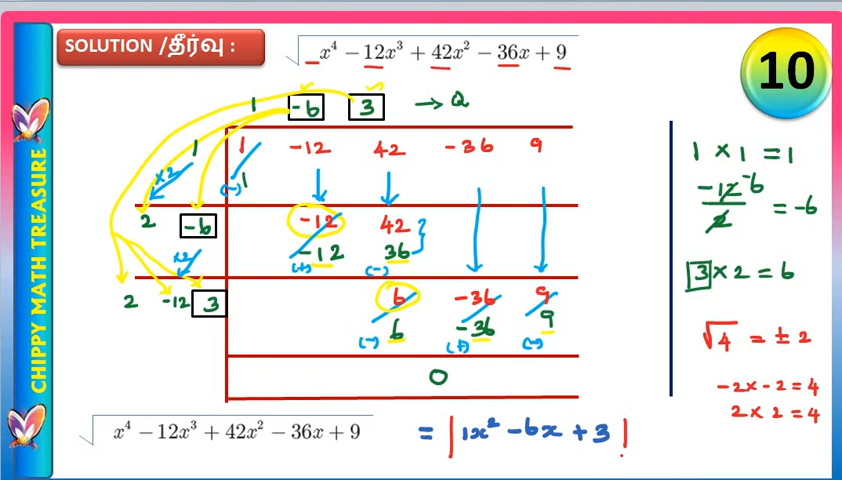 SOLUTION /தீர்வு :
√x⁴ − 12x³ + 42x² − 36x + 9
10
CHIPPY MATH TREASURE
1 -6 3 → Q
1 1 -12 42 -36 9
×2 (-) 1
2 -6 -12 42
-12 36
×2 (+) (-)
2 -12 3 6 -36 9
6 -36 9
(-) (+) (-)
0
1 × 1 = 1
-12 -6
/2 = -6
3 × 2 = 6
√4 = ± 2
-2 × -2 = 4
2 × 2 = 4
√x⁴ − 12x³ + 42x² − 36x + 9 = |1x² - 6x + 3|